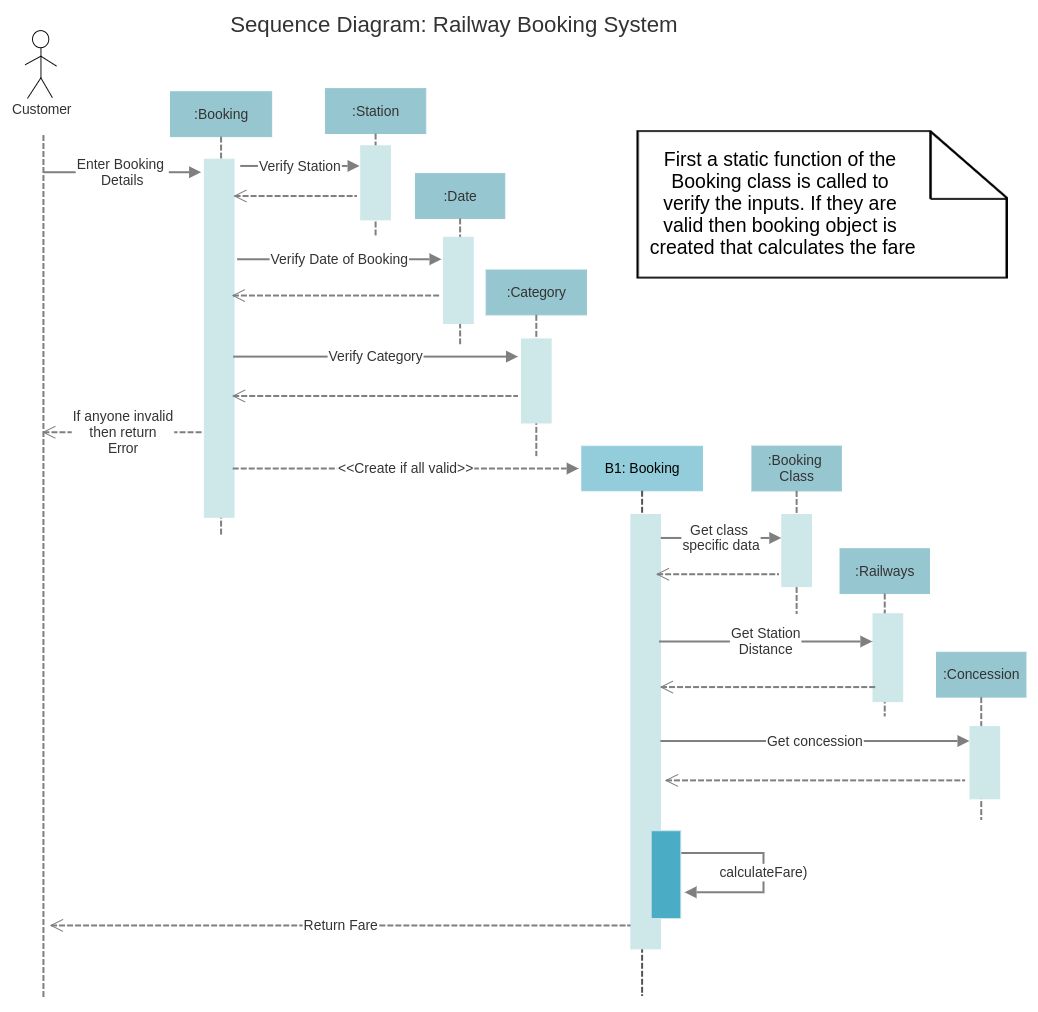 Sequence Diagram: Railway Booking System
Customer
:Booking
:Station
First a static function of the
Booking class is called to
verify the inputs. If they are
valid then booking object is
created that calculates the fare
Enter Booking
Details
Verify Station
:Date
Verify Date of Booking
:Category
Verify Category
If anyone invalid
then return
Error
<<Create if all valid>>
B1: Booking
:Booking
Class
Get class
specific data
:Railways
Get Station
Distance
:Concession
Get concession
calculateFare)
Return Fare